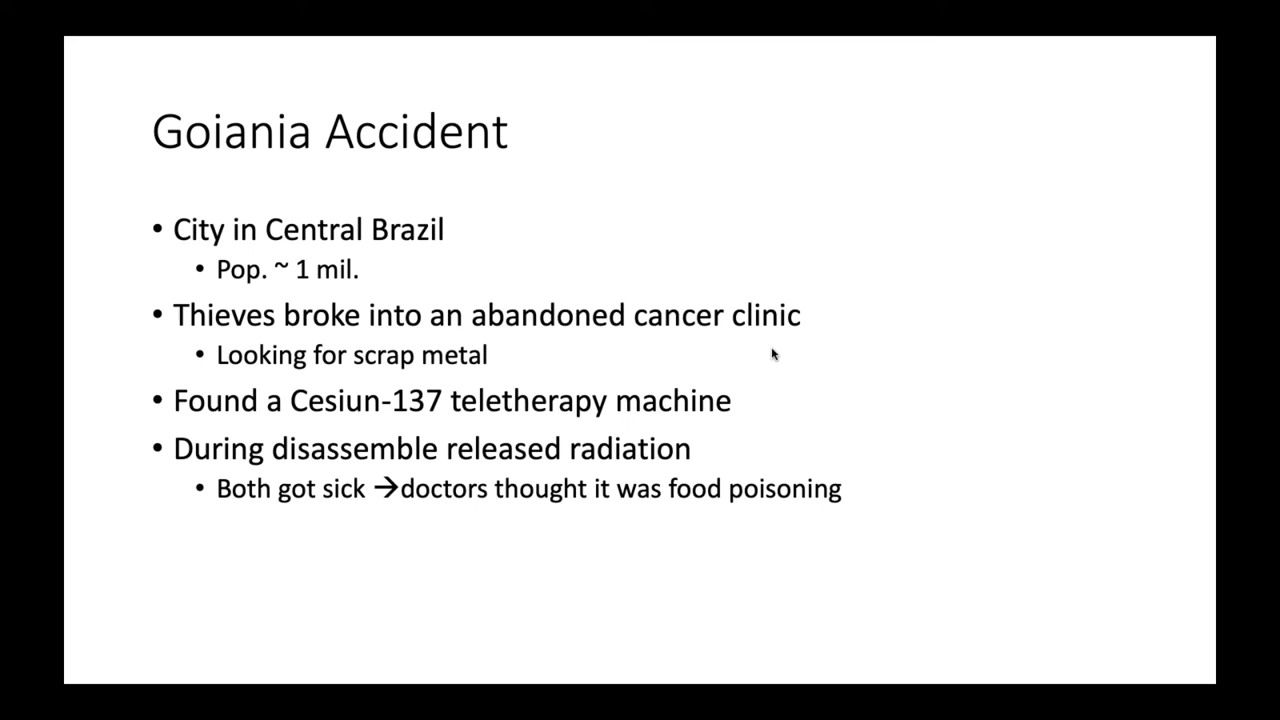 Goiania Accident
• City in Central Brazil
• Pop. ~ 1 mil.
• Thieves broke into an abandoned cancer clinic
• Looking for scrap metal
• Found a Cesiun-137 teletherapy machine
• During disassemble released radiation
• Both got sick →doctors thought it was food poisoning